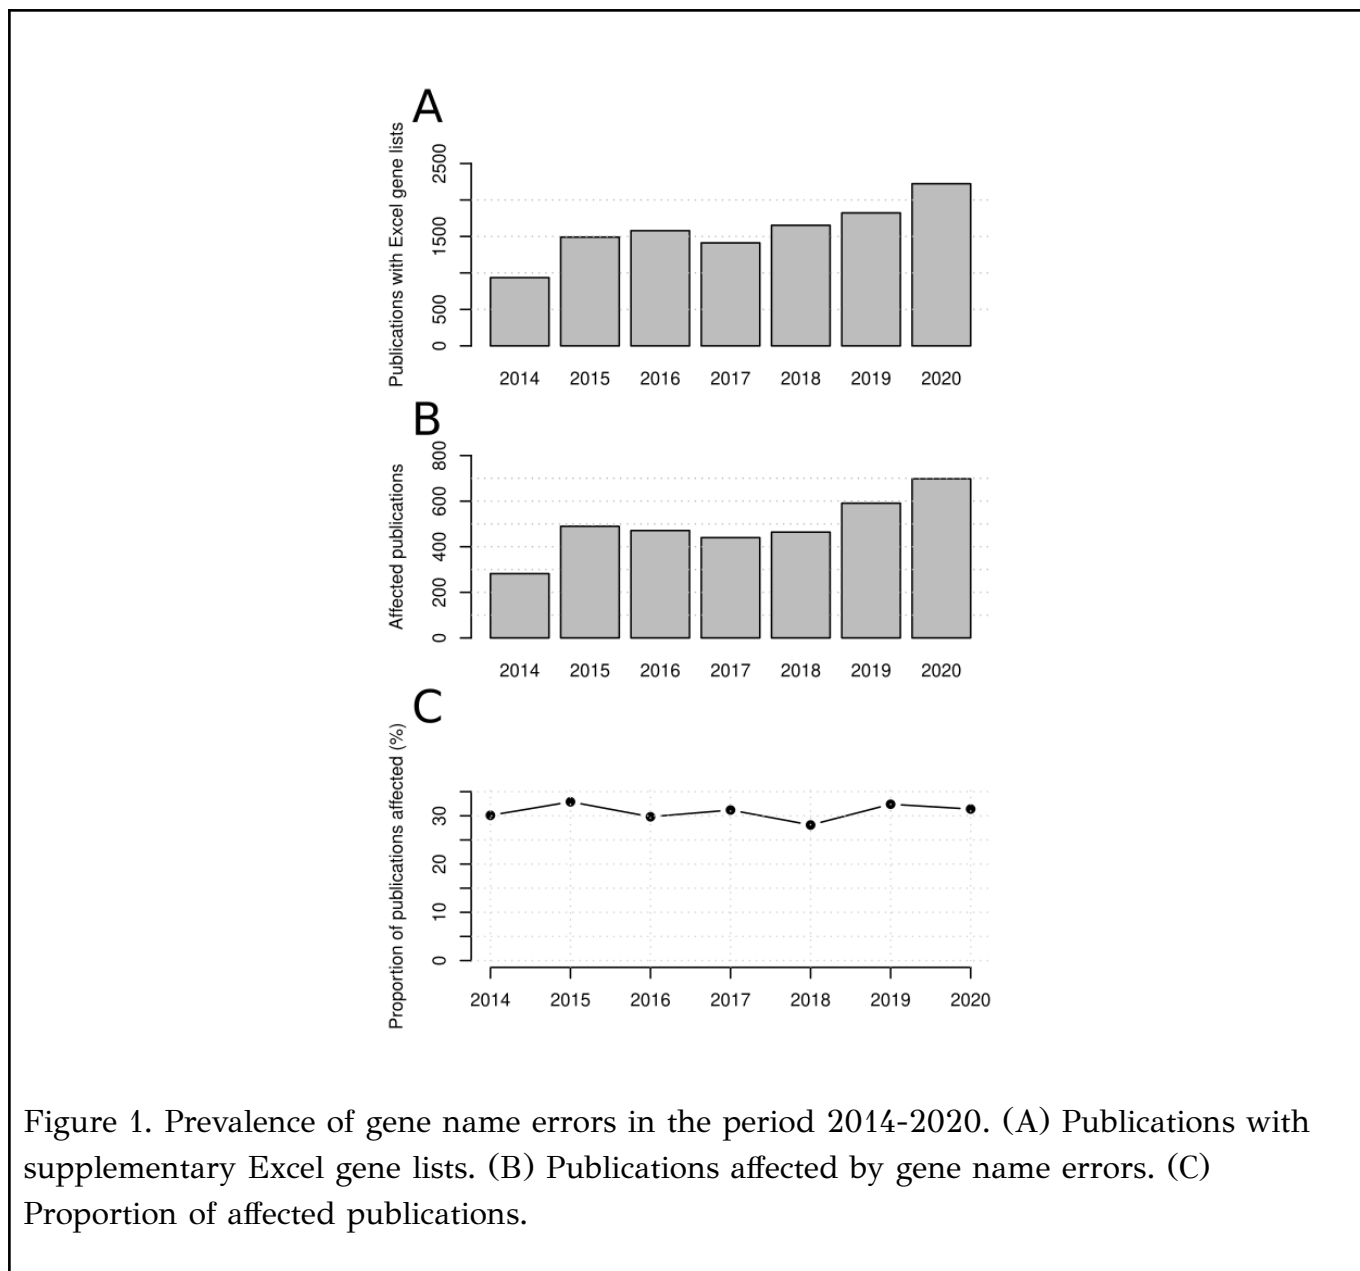 A
Publications with Excel gene lists
2500
1500
500
0
2014 2015 2016 2017 2018 2019 2020
B
Affected publications
800
600
400
200
0
2014 2015 2016 2017 2018 2019 2020
C
Proportion of publications affected (%)
30
20
10
0
2014 2015 2016 2017 2018 2019 2020
Figure 1. Prevalence of gene name errors in the period 2014-2020. (A) Publications with
supplementary Excel gene lists. (B) Publications affected by gene name errors. (C)
Proportion of affected publications.